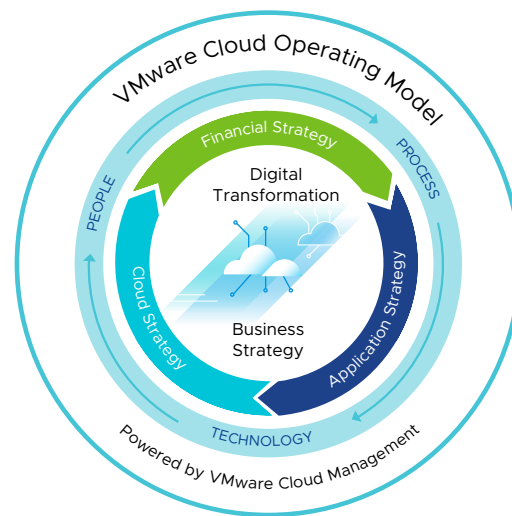 VMware Cloud Operating Model
PEOPLE
PROCESS
TECHNOLOGY
Financial Strategy
Application Strategy
Cloud Strategy
Digital
Transformation
Business
Strategy
Powered by VMware Cloud Management